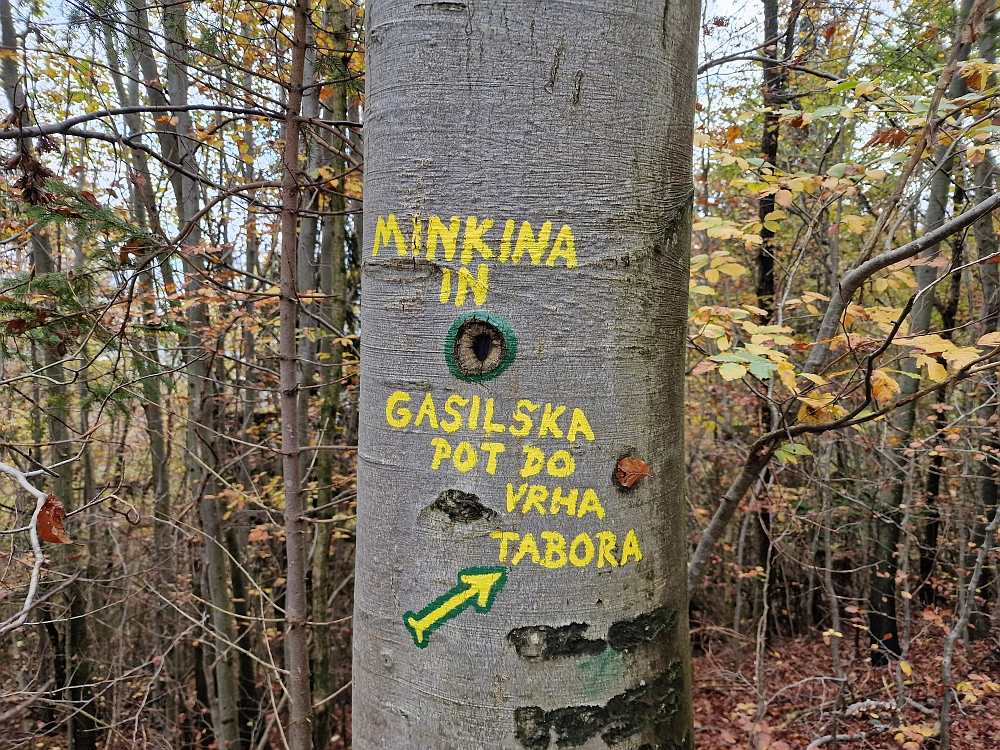 MINKINA
IN
GASILSKA
POT DO
VRHA
TABORA